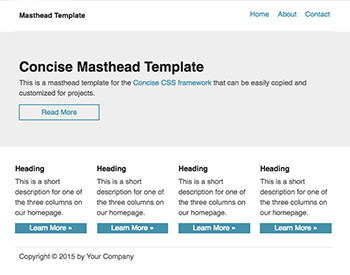 Masthead Template
Home About Contact
Concise Masthead Template
This is a masthead template for the Concise CSS framework that can be easily copied and
customized for projects.
Read More
Heading
This is a short
description for one of
the three columns on
our homepage.
Learn More »
Heading
This is a short
description for one of
the three columns on
our homepage.
Learn More »
Heading
This is a short
description for one of
the three columns on
our homepage.
Learn More »
Heading
This is a short
description for one of
the three columns on
our homepage.
Learn More »
Copyright © 2015 by Your Company